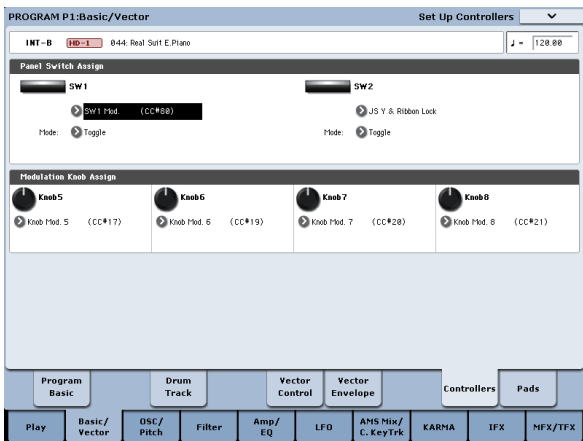 PROGRAM P1:Basic/Vector Set Up Controllers
INT-B HD-1 044: Real Suit E.Piano ♩ = 120.00
Panel Switch Assign
SW1 SW2
SW1 Mod. (CC#80) JS Y & Ribbon Lock
Mode: Toggle Mode: Toggle
Modulation Knob Assign
Knob5 Knob6 Knob7 Knob8
Knob Mod. 5 (CC#17) Knob Mod. 6 (CC#19) Knob Mod. 7 (CC#20) Knob Mod. 8 (CC#21)
Program Basic Drum Track Vector Control Vector Envelope Controllers Pads
Play Basic/Vector OSC/Pitch Filter Amp/EQ LFO AMS Mix/C. KeyTrk KARMA IFX MFX/TFX